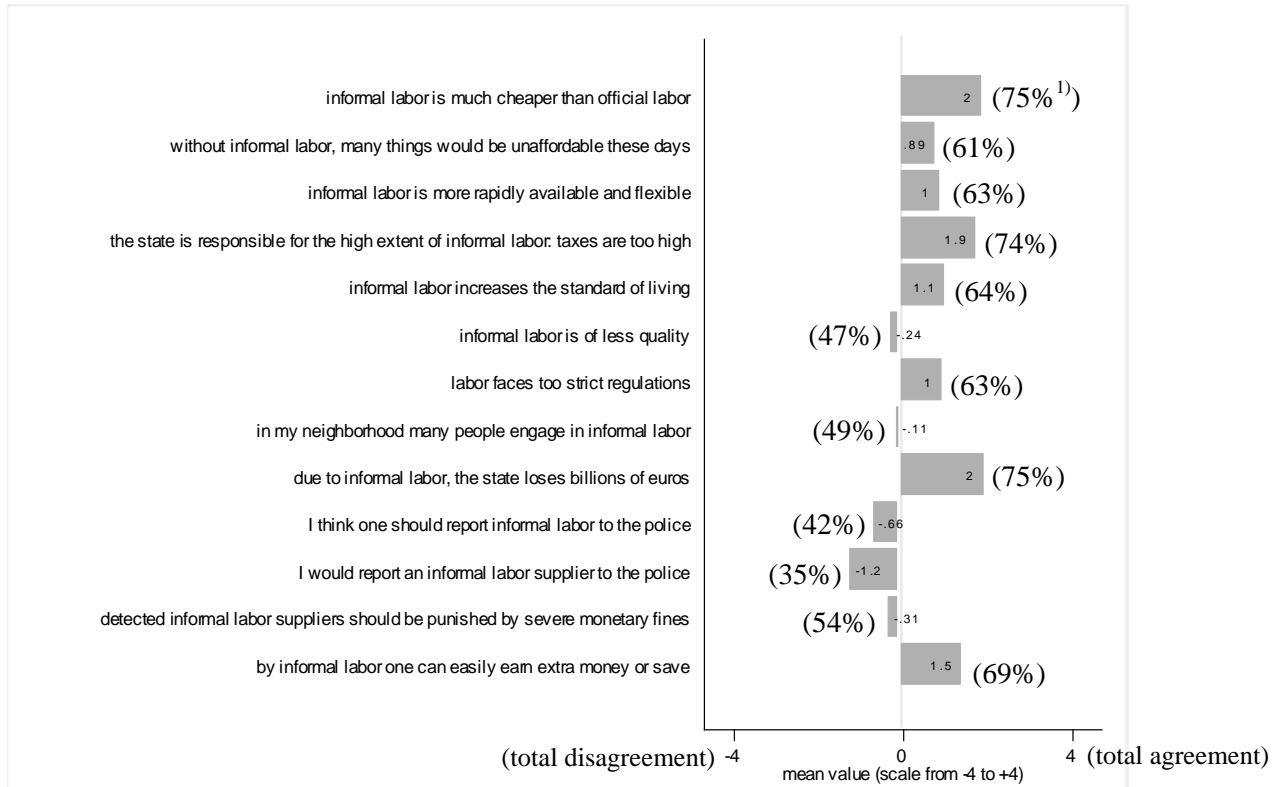 informal labor is much cheaper than official labor 2 (75%¹⁾)
without informal labor, many things would be unaffordable these days .89 (61%)
informal labor is more rapidly available and flexible 1 (63%)
the state is responsible for the high extent of informal labor: taxes are too high 1.9 (74%)
informal labor increases the standard of living 1.1 (64%)
informal labor is of less quality (47%) -.24
labor faces too strict regulations 1 (63%)
in my neighborhood many people engage in informal labor (49%) -.11
due to informal labor, the state loses billions of euros 2 (75%)
I think one should report informal labor to the police (42%) -.66
I would report an informal labor supplier to the police (35%) -1.2
detected informal labor suppliers should be punished by severe monetary fines (54%) -.31
by informal labor one can easily earn extra money or save 1.5 (69%)
(total disagreement) -4 0 4 (total agreement)
mean value (scale from -4 to +4)